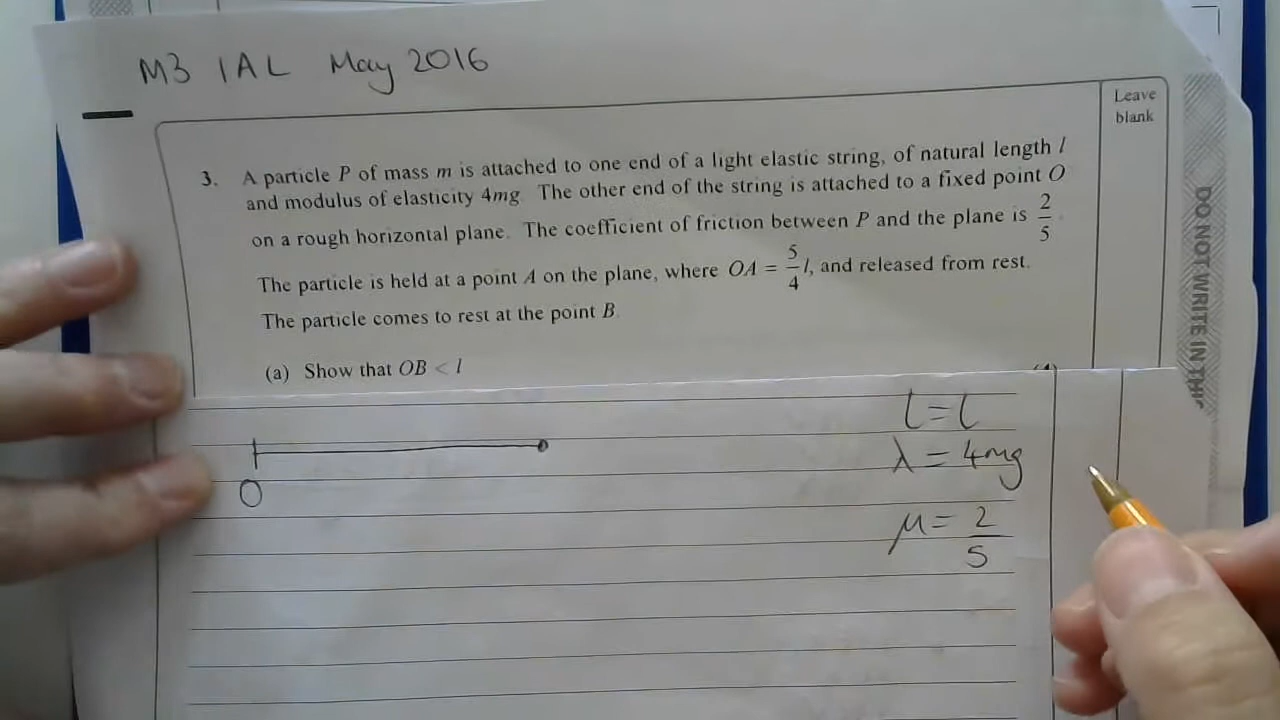 M3 IAL May 2016
Leave
blank
3. A particle P of mass m is attached to one end of a light elastic string, of natural length l
and modulus of elasticity 4mg. The other end of the string is attached to a fixed point O
on a rough horizontal plane. The coefficient of friction between P and the plane is 2/5.
The particle is held at a point A on the plane, where OA = 5/4 l, and released from rest.
The particle comes to rest at the point B.
(a) Show that OB < l
DO NOT WRITE IN TH
l = l
λ = 4mg
O
μ = 2/5